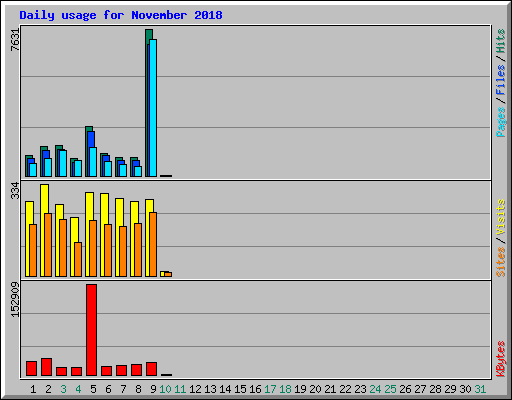 Daily usage for November 2018
7631
Pages / Files / Hits
334
Sites / Visits
152909
KBytes
1 2 3 4 5 6 7 8 9 10 11 12 13 14 15 16 17 18 19 20 21 22 23 24 25 26 27 28 29 30 31